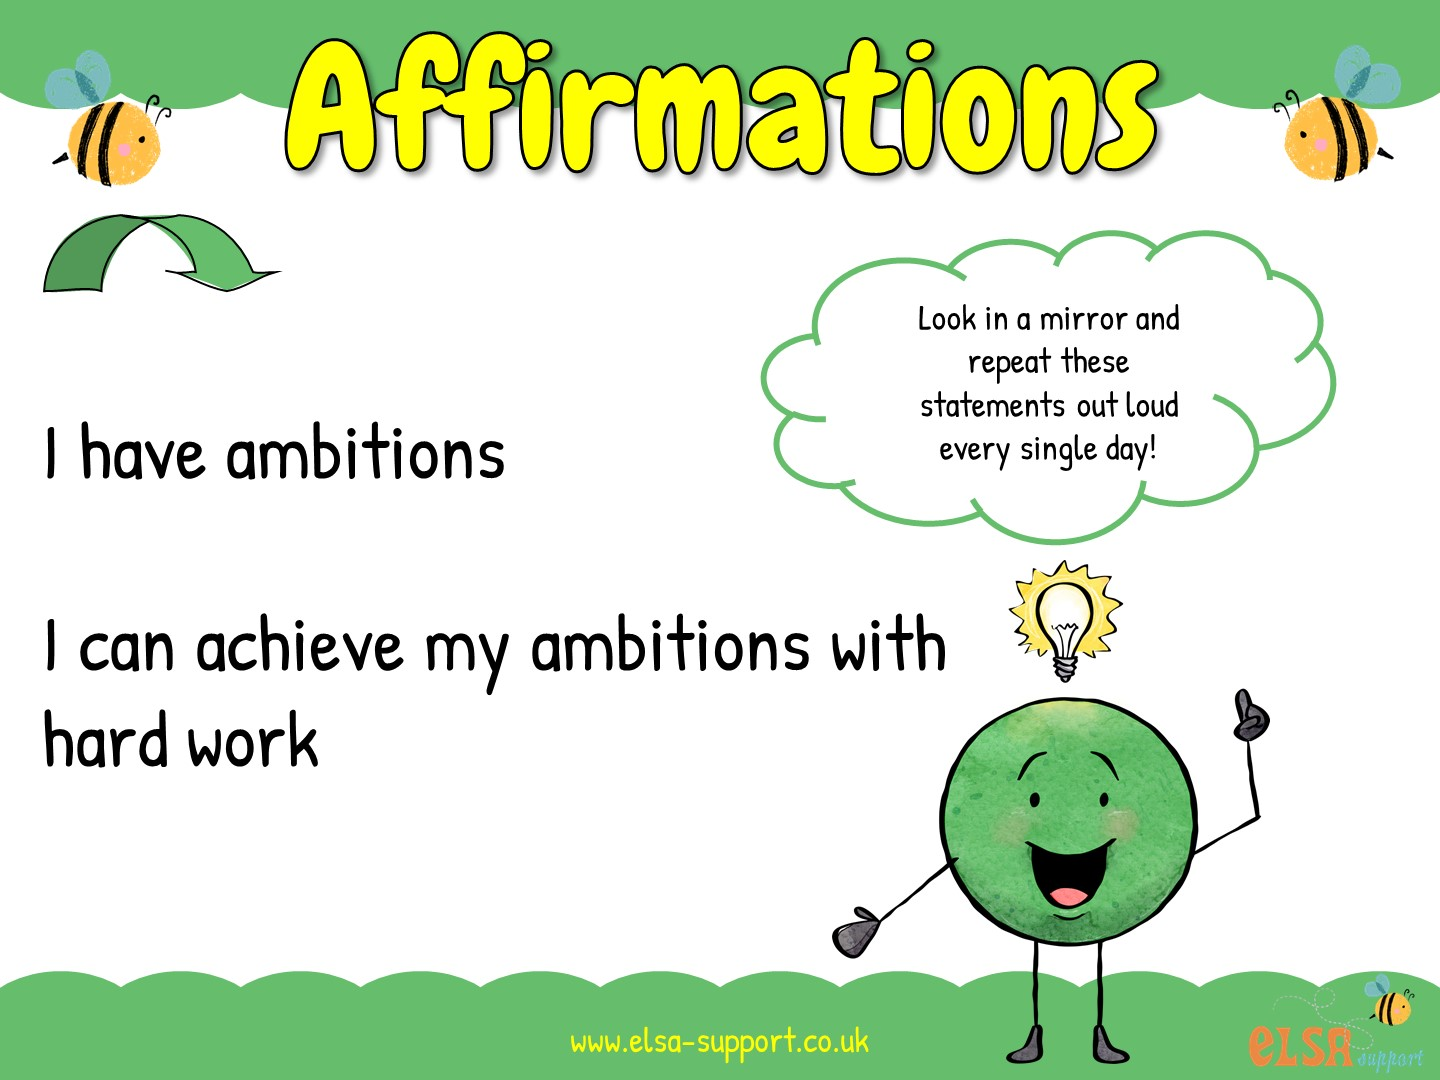 Affirmations
Look in a mirror and
repeat these
statements out loud
every single day!
I have ambitions
I can achieve my ambitions with
hard work
www.elsa-support.co.uk
ELSA support